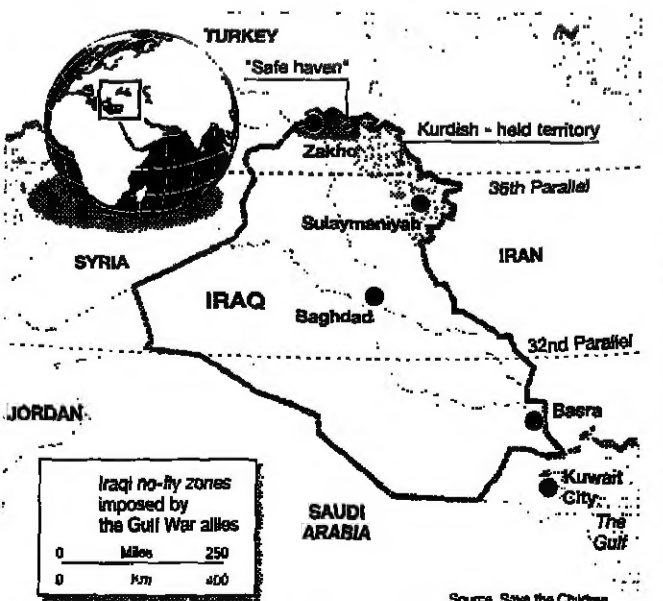 TURKEY
"Safe haven"
Kurdish - held territory
Zakho
36th Parallel
Sulaymaniyah
IRAN
SYRIA
IRAQ
Baghdad
32nd Parallel
JORDAN
Basra
Iraqi no-fly zones
imposed by
the Gulf War allies
0 Miles 250
0 Km 400
SAUDI
ARABIA
Kuwait
City
The
Gulf
Source Save the Children